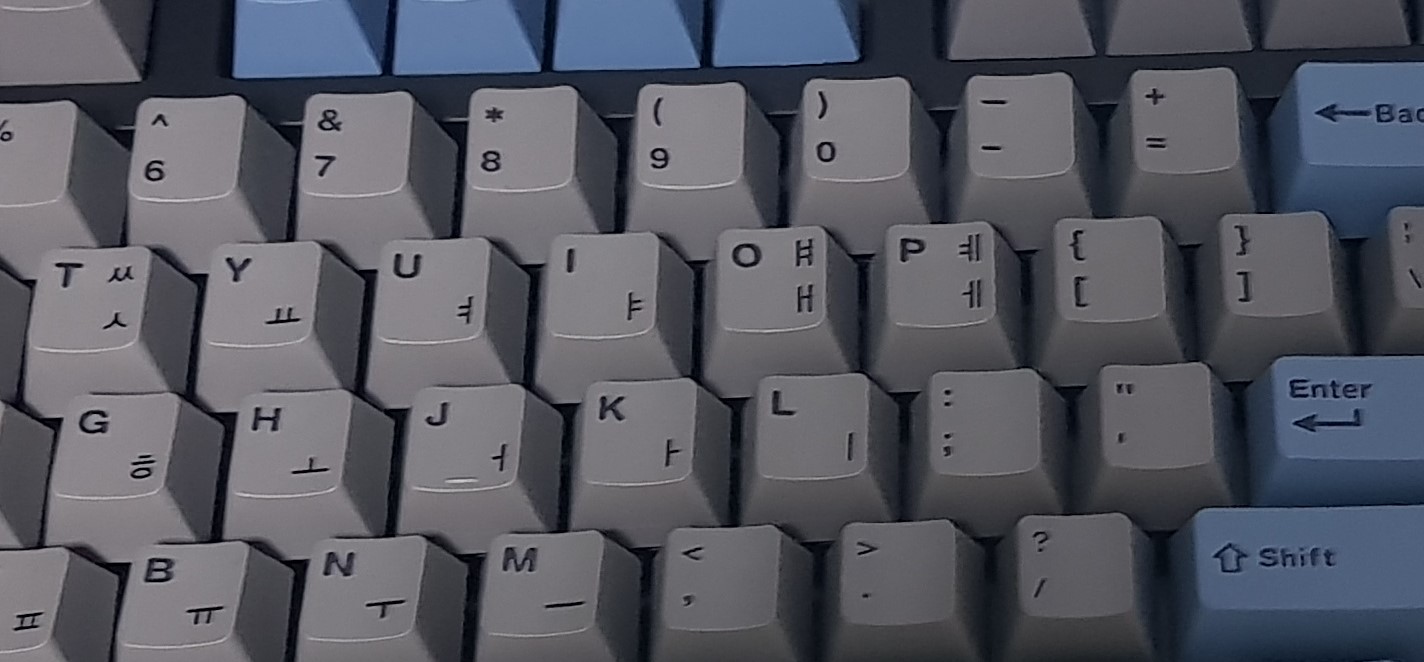 % ^ & * ( ) _ + ←Bac
6 7 8 9 0 - =
T ㅆ Y U I O ㅒ P ㅖ { } ¦
ㅅ ㅛ ㅕ ㅑ ㅐ ㅔ [ ] \
G H J K L : " Enter
ㅎ ㅗ _ ㅓ ㅏ ㅣ ; ' ↵
B N M < > ? ⇧ Shift
ㅍ ㅠ ㅜ ㅡ , . /